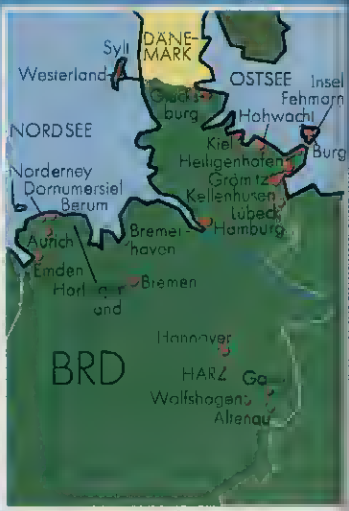 DÄNE-
MARK
Sylt
Westerland
OSTSEE
Insel
Fehmarn
Glücks-
burg
Hohwacht
NORDSEE
Kiel
Burg
Heiligenhafen
Grömitz
Norderney
Kellenhusen
Dornumersiel
Berum
Lübeck
Hamburg
Bremer-
haven
Aurich
Emden
Bremen
and
Hannover
BRD
HARZ
Wolfshagen
Altenau